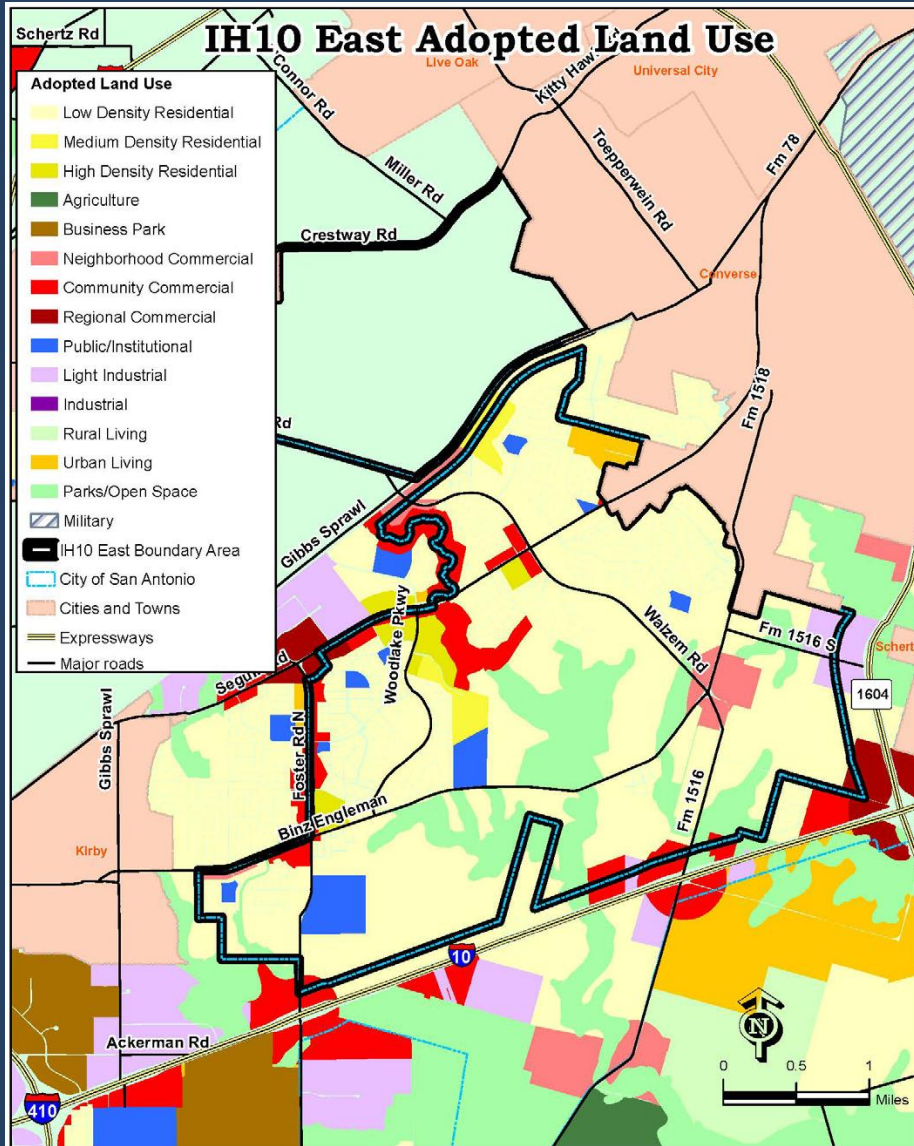 IH10 East Adopted Land Use
Schertz Rd
Adopted Land Use
Low Density Residential
Medium Density Residential
High Density Residential
Agriculture
Business Park
Neighborhood Commercial
Community Commercial
Regional Commercial
Public/Institutional
Light Industrial
Industrial
Rural Living
Urban Living
Parks/Open Space
Military
IH10 East Boundary Area
City of San Antonio
Cities and Towns
Expressways
Major roads
Connor Rd
Live Oak
Kitty Haw
Universal City
Toepperwein Rd
Fm 78
Miller Rd
Crestway Rd
Converse
Fm 1518
Rd
Gibbs Sprawl
Woodlake Pkwy
Walzem Rd
Fm 1516 S
Schert
1604
Seguin Rd
Gibbs Sprawl
Foster Rd N
Binz Engleman
Fm 1516
Kirby
10
Ackerman Rd
410
N
0 0.5 1
Miles